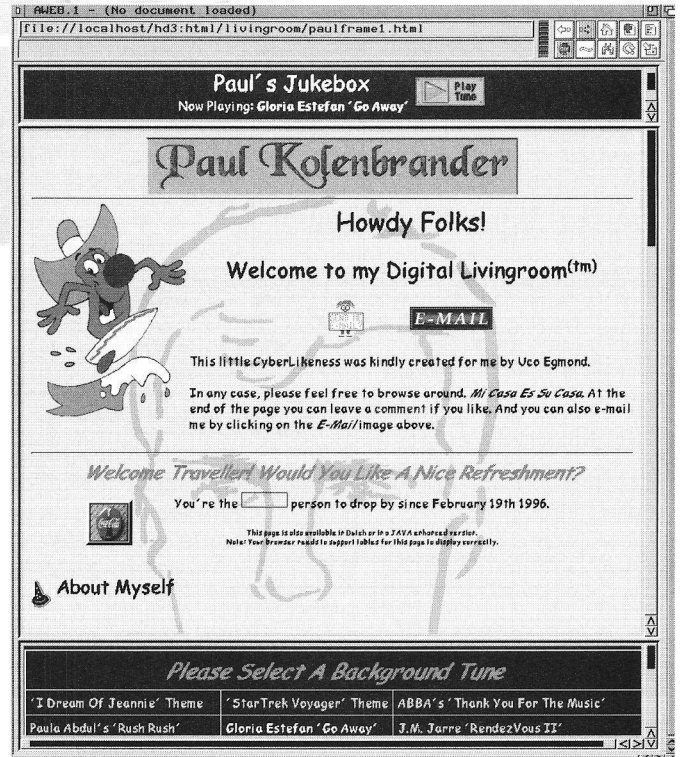 AWEB.1 - (No document loaded)
file://localhost/hd3:html/livingroom/paulframe1.html
Paul´s Jukebox
Now Playing: Gloria Estefan ´Go Away´
Play
Tune
Paul Kolenbrander
Howdy Folks!
Welcome to my Digital Livingroom(tm)
E-MAIL
This little CyberLikeness was kindly created for me by Uco Egmond.
In any case, please feel free to browse around. Mi Casa Es Su Casa. At the
end of the page you can leave a comment if you like. And you can also e-mail
me by clicking on the E-Mail image above.
Welcome Traveller! Would You Like A Nice Refreshment?
You´re the person to drop by since February 19th 1996.
Coca-Cola
This page is also available in Dutch or in a JAVA enhanced version.
Note: Your browser needs to support tables for this page to display correctly.
About Myself
Please Select A Background Tune
´I Dream Of Jeannie´ Theme ´StarTrek Voyager´ Theme ABBA´s ´Thank You For The Music´
Paula Abdul´s ´Rush Rush´ Gloria Estefan ´Go Away´ J.M. Jarre ´RendezVous II´